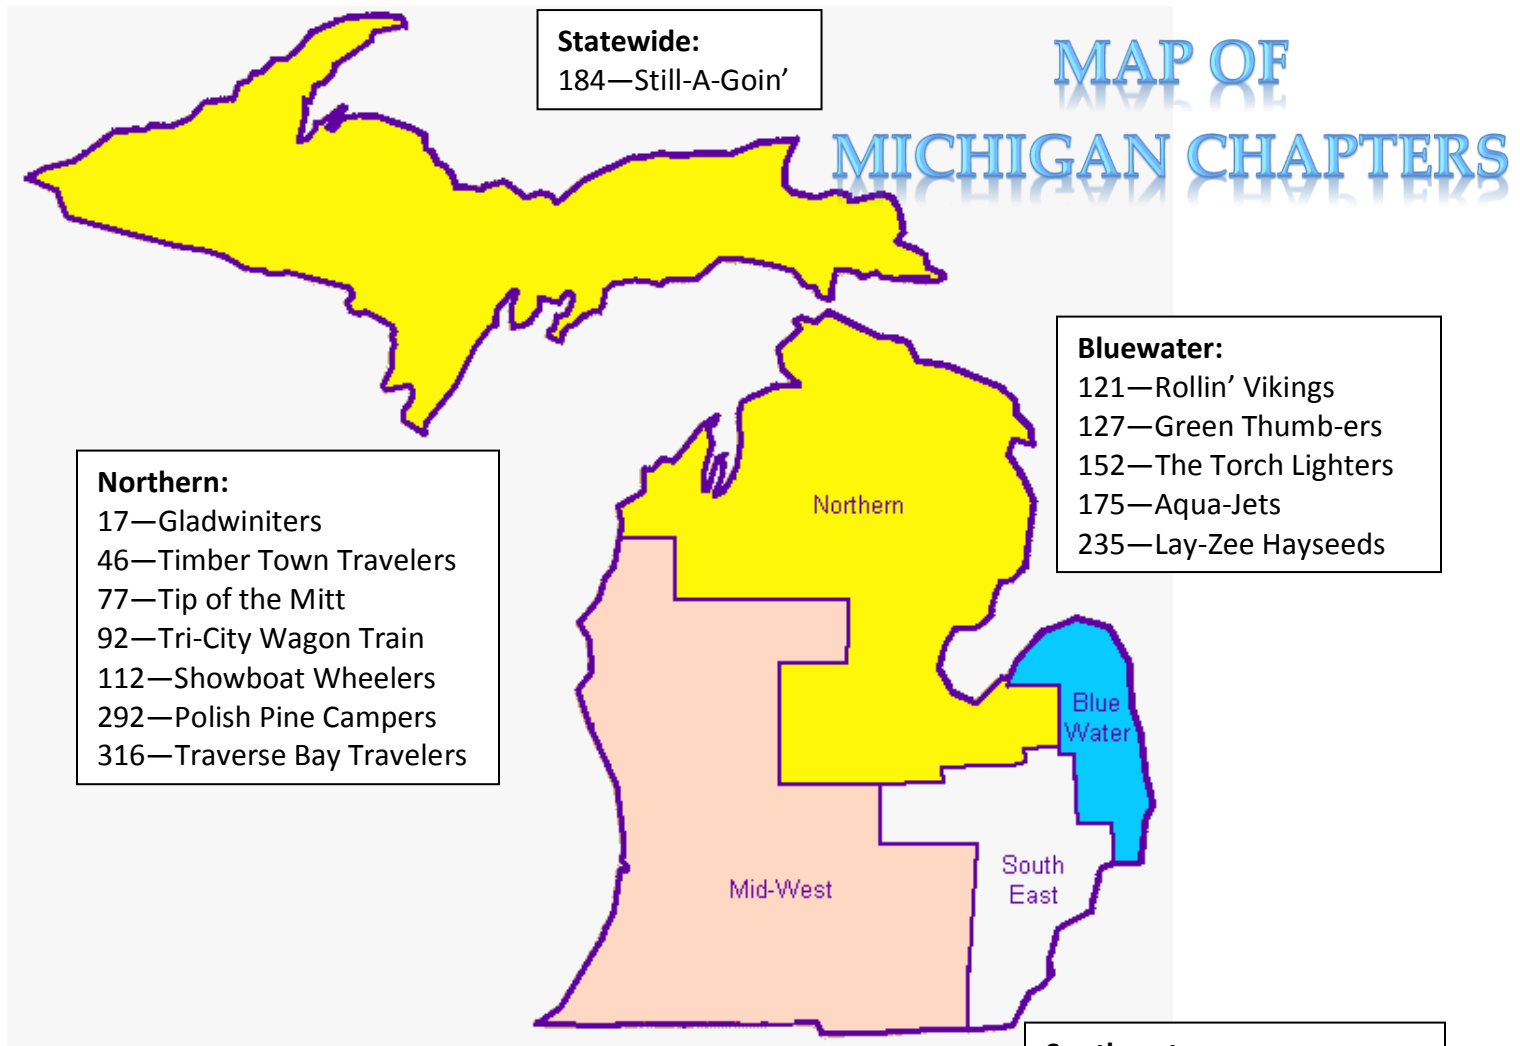 Statewide:
184—Still-A-Goin’
MAP OF
MICHIGAN CHAPTERS
Bluewater:
121—Rollin’ Vikings
127—Green Thumb-ers
152—The Torch Lighters
175—Aqua-Jets
235—Lay-Zee Hayseeds
Northern:
17—Gladwiniters
46—Timber Town Travelers
77—Tip of the Mitt
92—Tri-City Wagon Train
112—Showboat Wheelers
292—Polish Pine Campers
316—Traverse Bay Travelers
Northern
Blue
Water
South
East
Mid-West